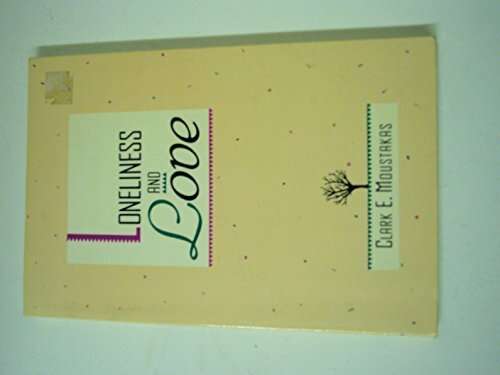 LONELINESS
AND
Love
CLARK E. MOUSTAKAS